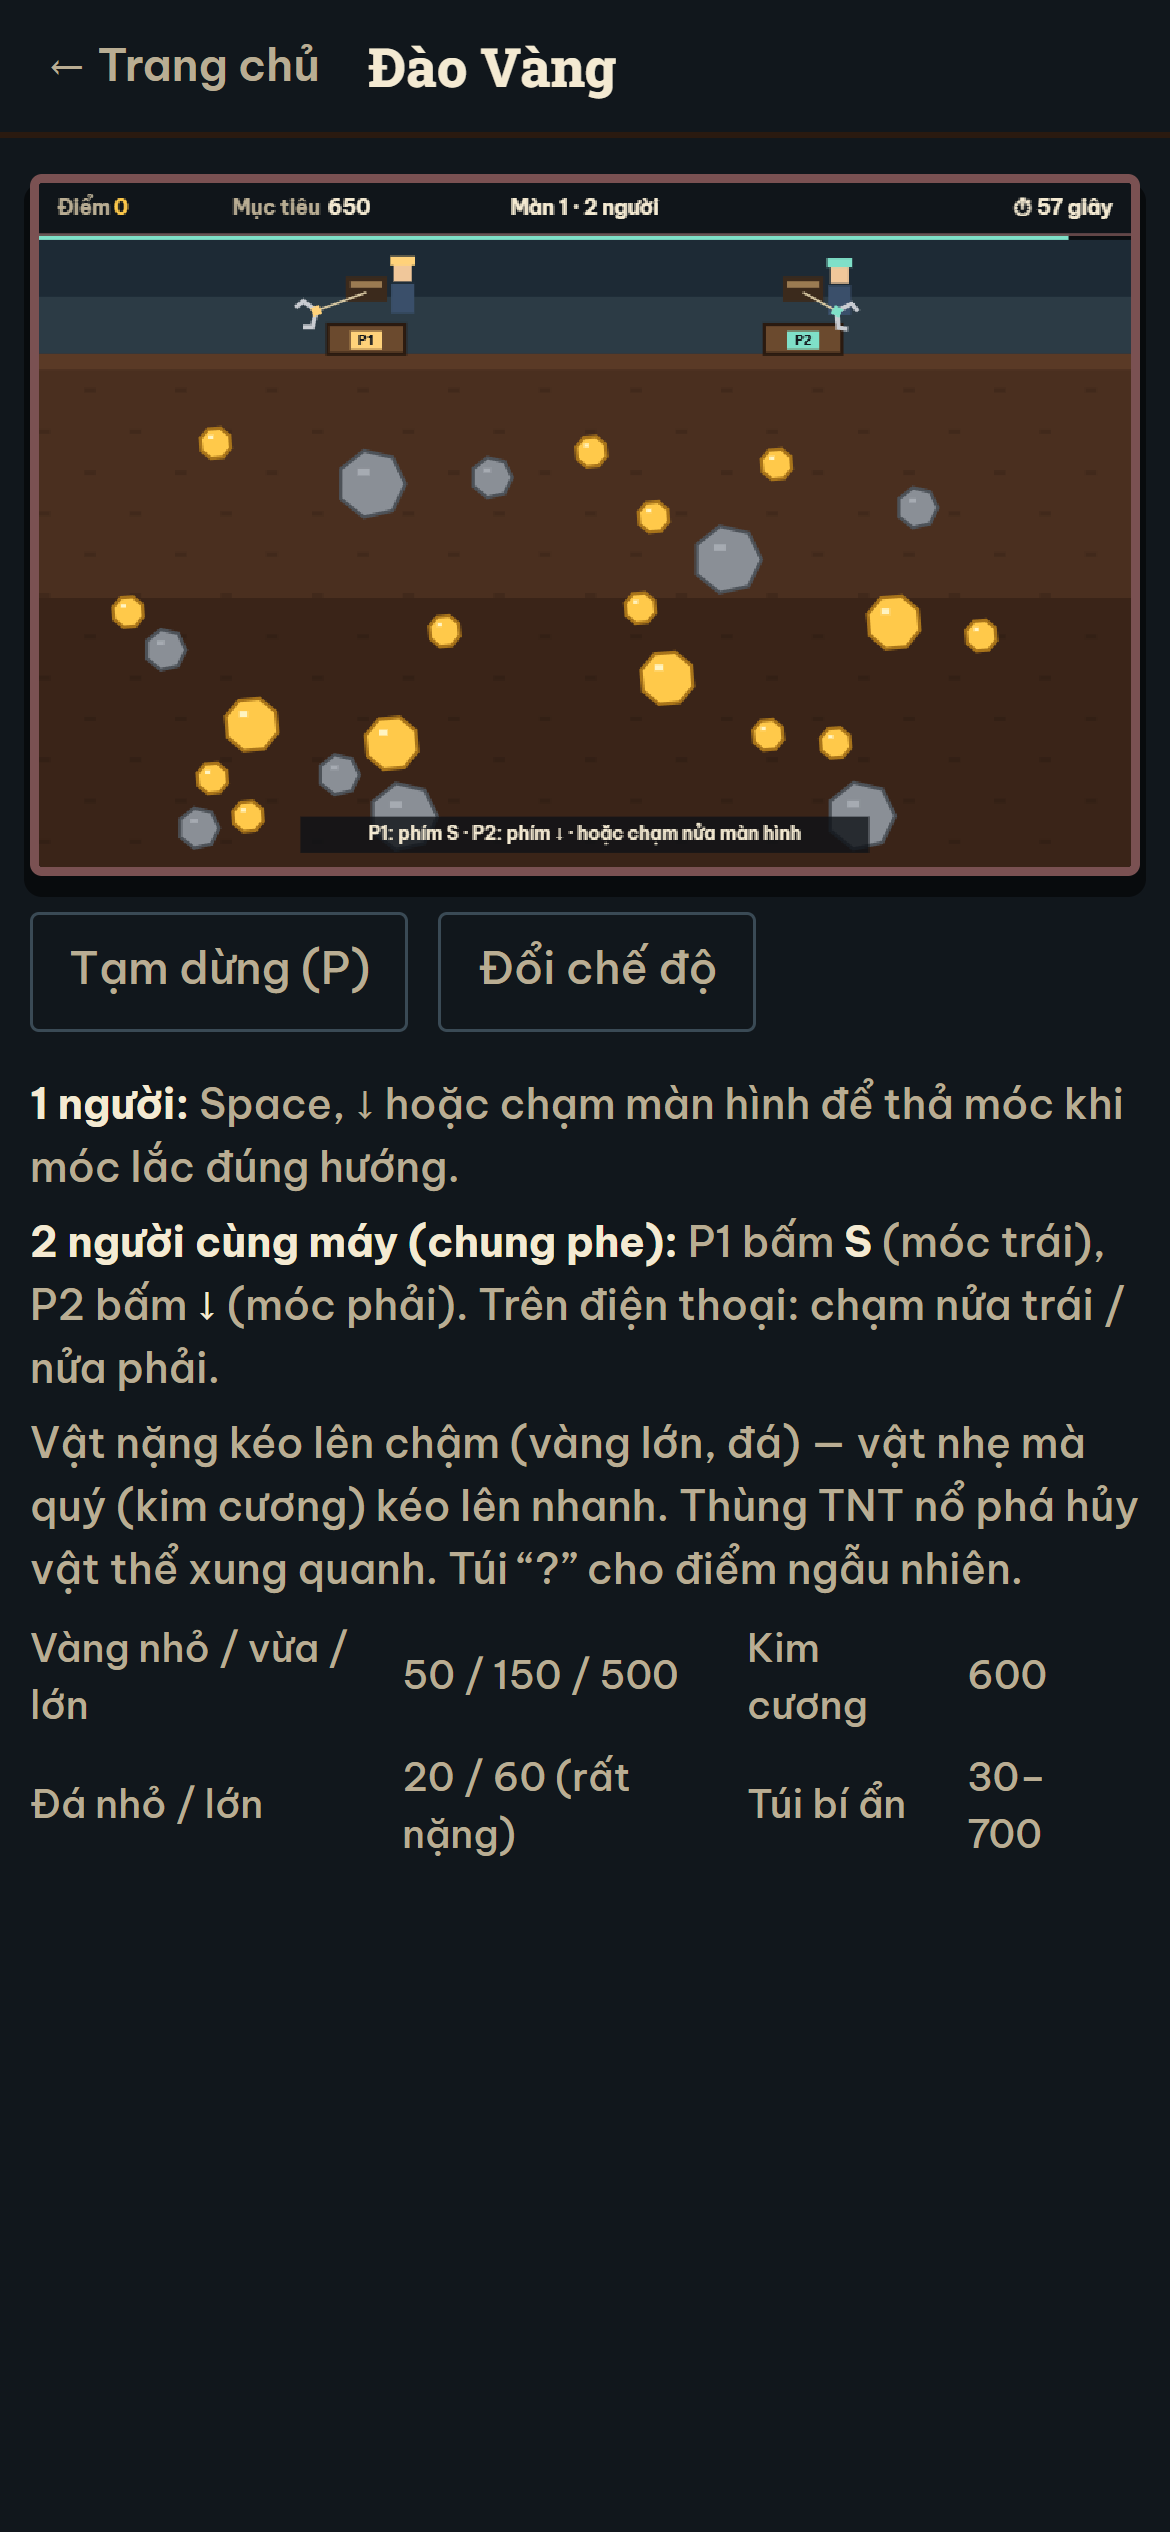 ← Trang chủ Đào Vàng
Điểm 0 Mục tiêu 650 Màn 1 · 2 người ⏱ 57 giây
P1 P2
P1: phím S · P2: phím ↓ · hoặc chạm nửa màn hình
Tạm dừng (P) Đổi chế độ
1 người: Space, ↓ hoặc chạm màn hình để thả móc khi
móc lắc đúng hướng.
2 người cùng máy (chung phe): P1 bấm S (móc trái),
P2 bấm ↓ (móc phải). Trên điện thoại: chạm nửa trái /
nửa phải.
Vật nặng kéo lên chậm (vàng lớn, đá) — vật nhẹ mà
quý (kim cương) kéo lên nhanh. Thùng TNT nổ phá hủy
vật thể xung quanh. Túi “?” cho điểm ngẫu nhiên.
Vàng nhỏ / vừa /
lớn
50 / 150 / 500
Kim
cương
600
Đá nhỏ / lớn
20 / 60 (rất
nặng)
Túi bí ẩn
30–
700